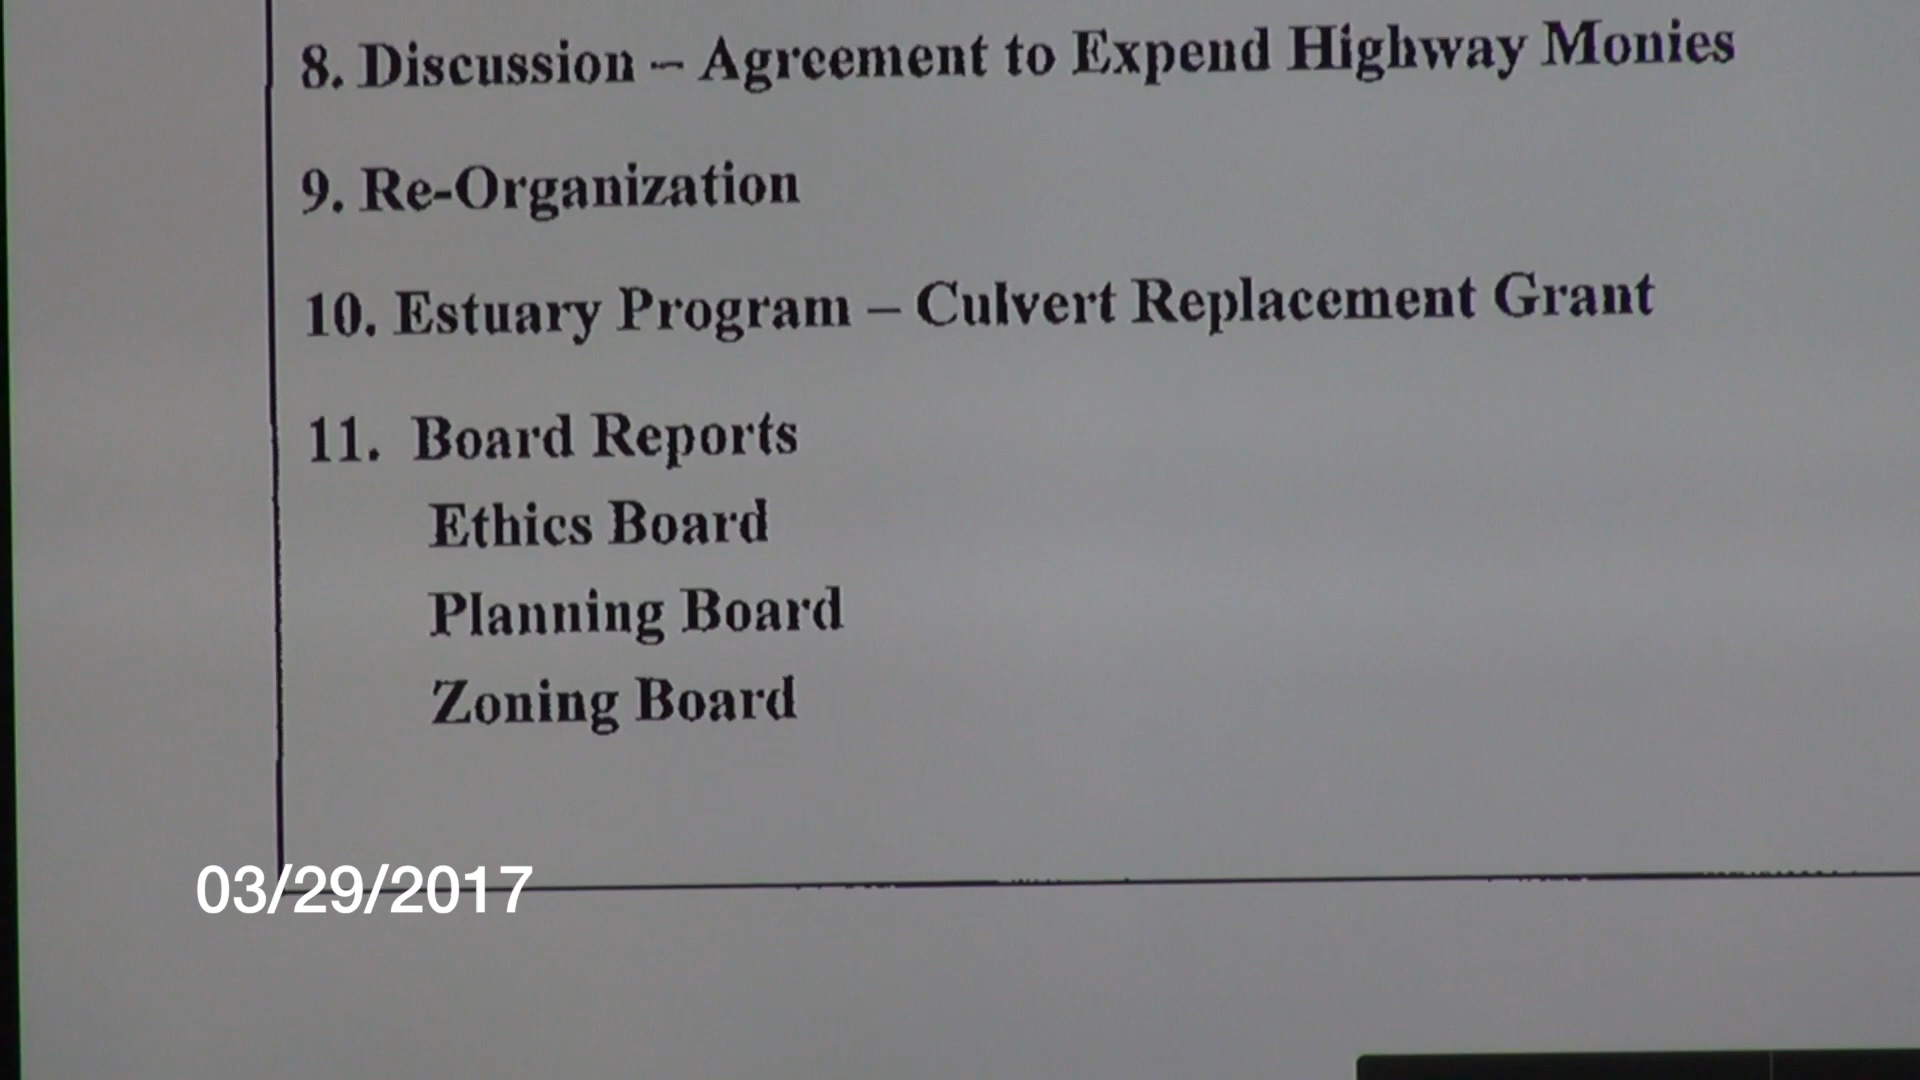 8. Discussion – Agreement to Expend Highway Monies
9. Re-Organization
10. Estuary Program – Culvert Replacement Grant
11. Board Reports
Ethics Board
Planning Board
Zoning Board
03/29/2017